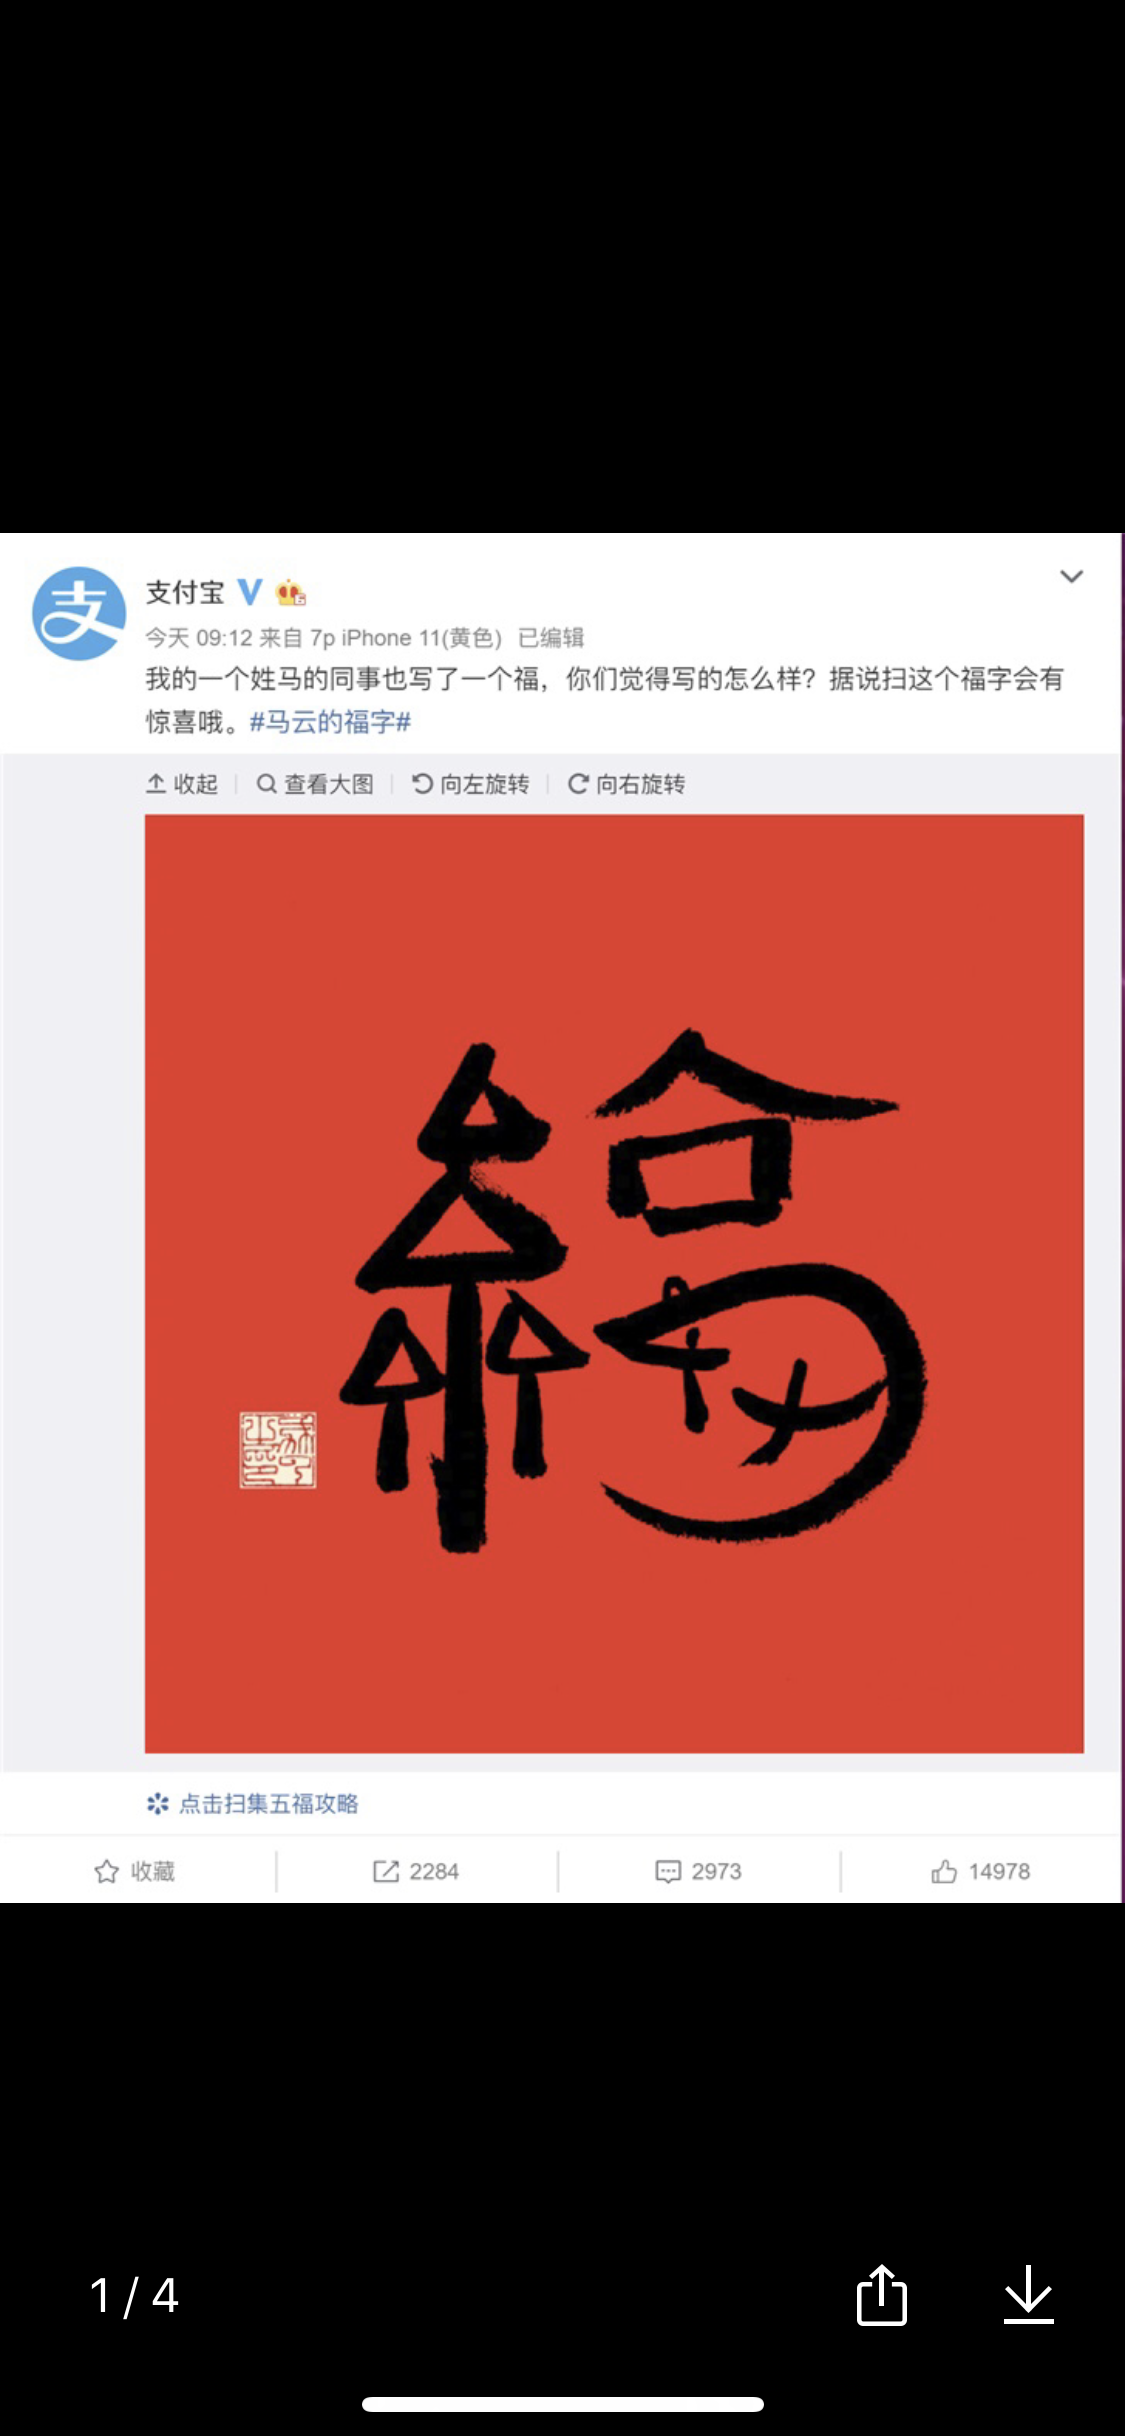 支付宝
今天 09:12 来自 7p iPhone 11(黄色) 已编辑
我的一个姓马的同事也写了一个福，你们觉得写的怎么样？据说扫这个福字会有
惊喜哦。#马云的福字#
收起 查看大图 向左旋转 向右旋转
福
点击扫集五福攻略
收藏 2284 2973 14978
1 / 4